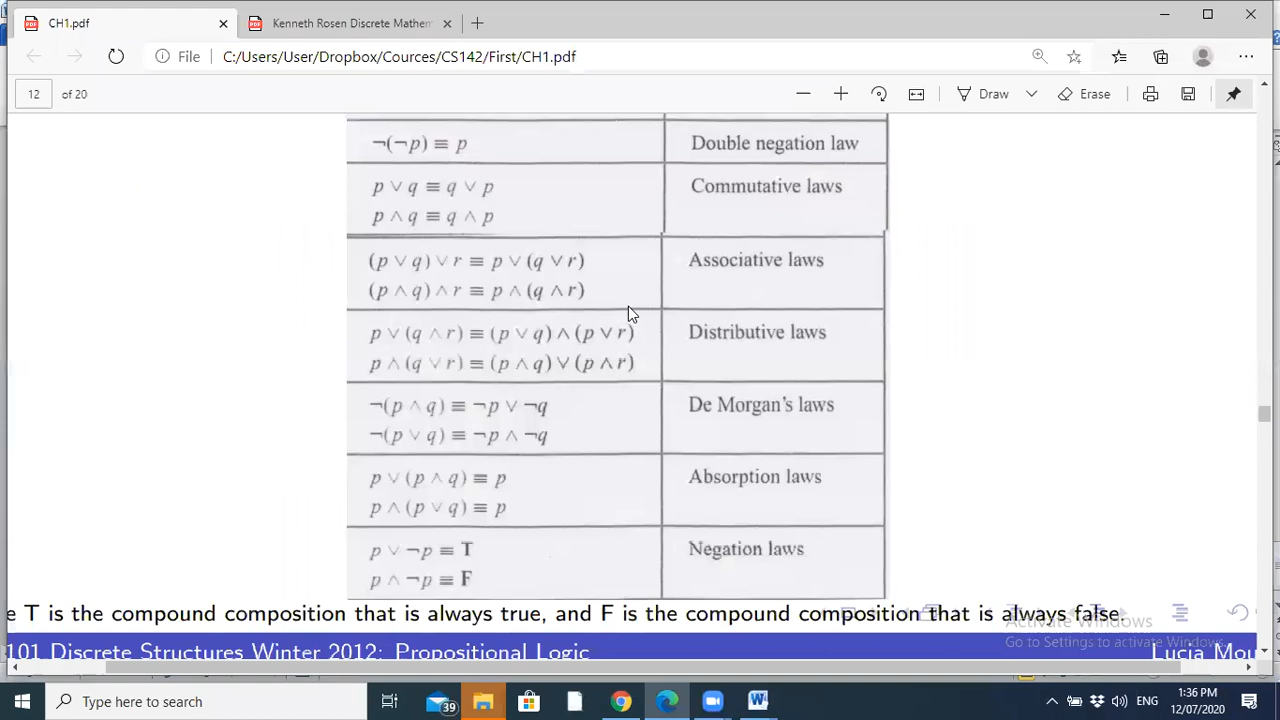 CH1.pdf
Kenneth Rosen Discrete Mathem
File
C:/Users/User/Dropbox/Cources/CS142/First/CH1.pdf
12 of 20
Draw
Erase
¬(¬p) ≡ p
Double negation law
p ∨ q ≡ q ∨ p
Commutative laws
p ∧ q ≡ q ∧ p
(p ∨ q) ∨ r ≡ p ∨ (q ∨ r)
Associative laws
(p ∧ q) ∧ r ≡ p ∧ (q ∧ r)
p ∨ (q ∧ r) ≡ (p ∨ q) ∧ (p ∨ r)
Distributive laws
p ∧ (q ∨ r) ≡ (p ∧ q) ∨ (p ∧ r)
¬(p ∧ q) ≡ ¬p ∨ ¬q
De Morgan's laws
¬(p ∨ q) ≡ ¬p ∧ ¬q
p ∨ (p ∧ q) ≡ p
Absorption laws
p ∧ (p ∨ q) ≡ p
p ∨ ¬p ≡ T
Negation laws
p ∧ ¬p ≡ F
e T is the compound composition that is always true, and F is the compound composition that is always false.
Activate Windows
Go to Settings to activate Windows.
101 Discrete Structures Winter 2012: Propositional Logic
Lucia Mou
Type here to search
39
ENG
1:36 PM
12/07/2020